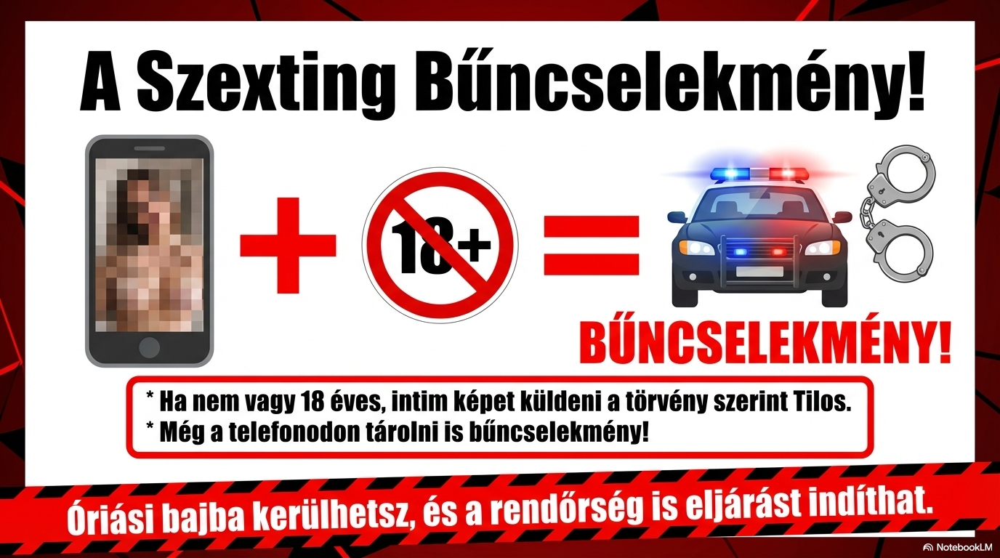 A Szexting Bűncselekmény!
18+
BŰNCSELEKMÉNY!
* Ha nem vagy 18 éves, intim képet küldeni a törvény szerint Tilos.
* Még a telefonodon tárolni is bűncselekmény!
Óriási bajba kerülhetsz, és a rendőrség is eljárást indíthat.
NotebookLM